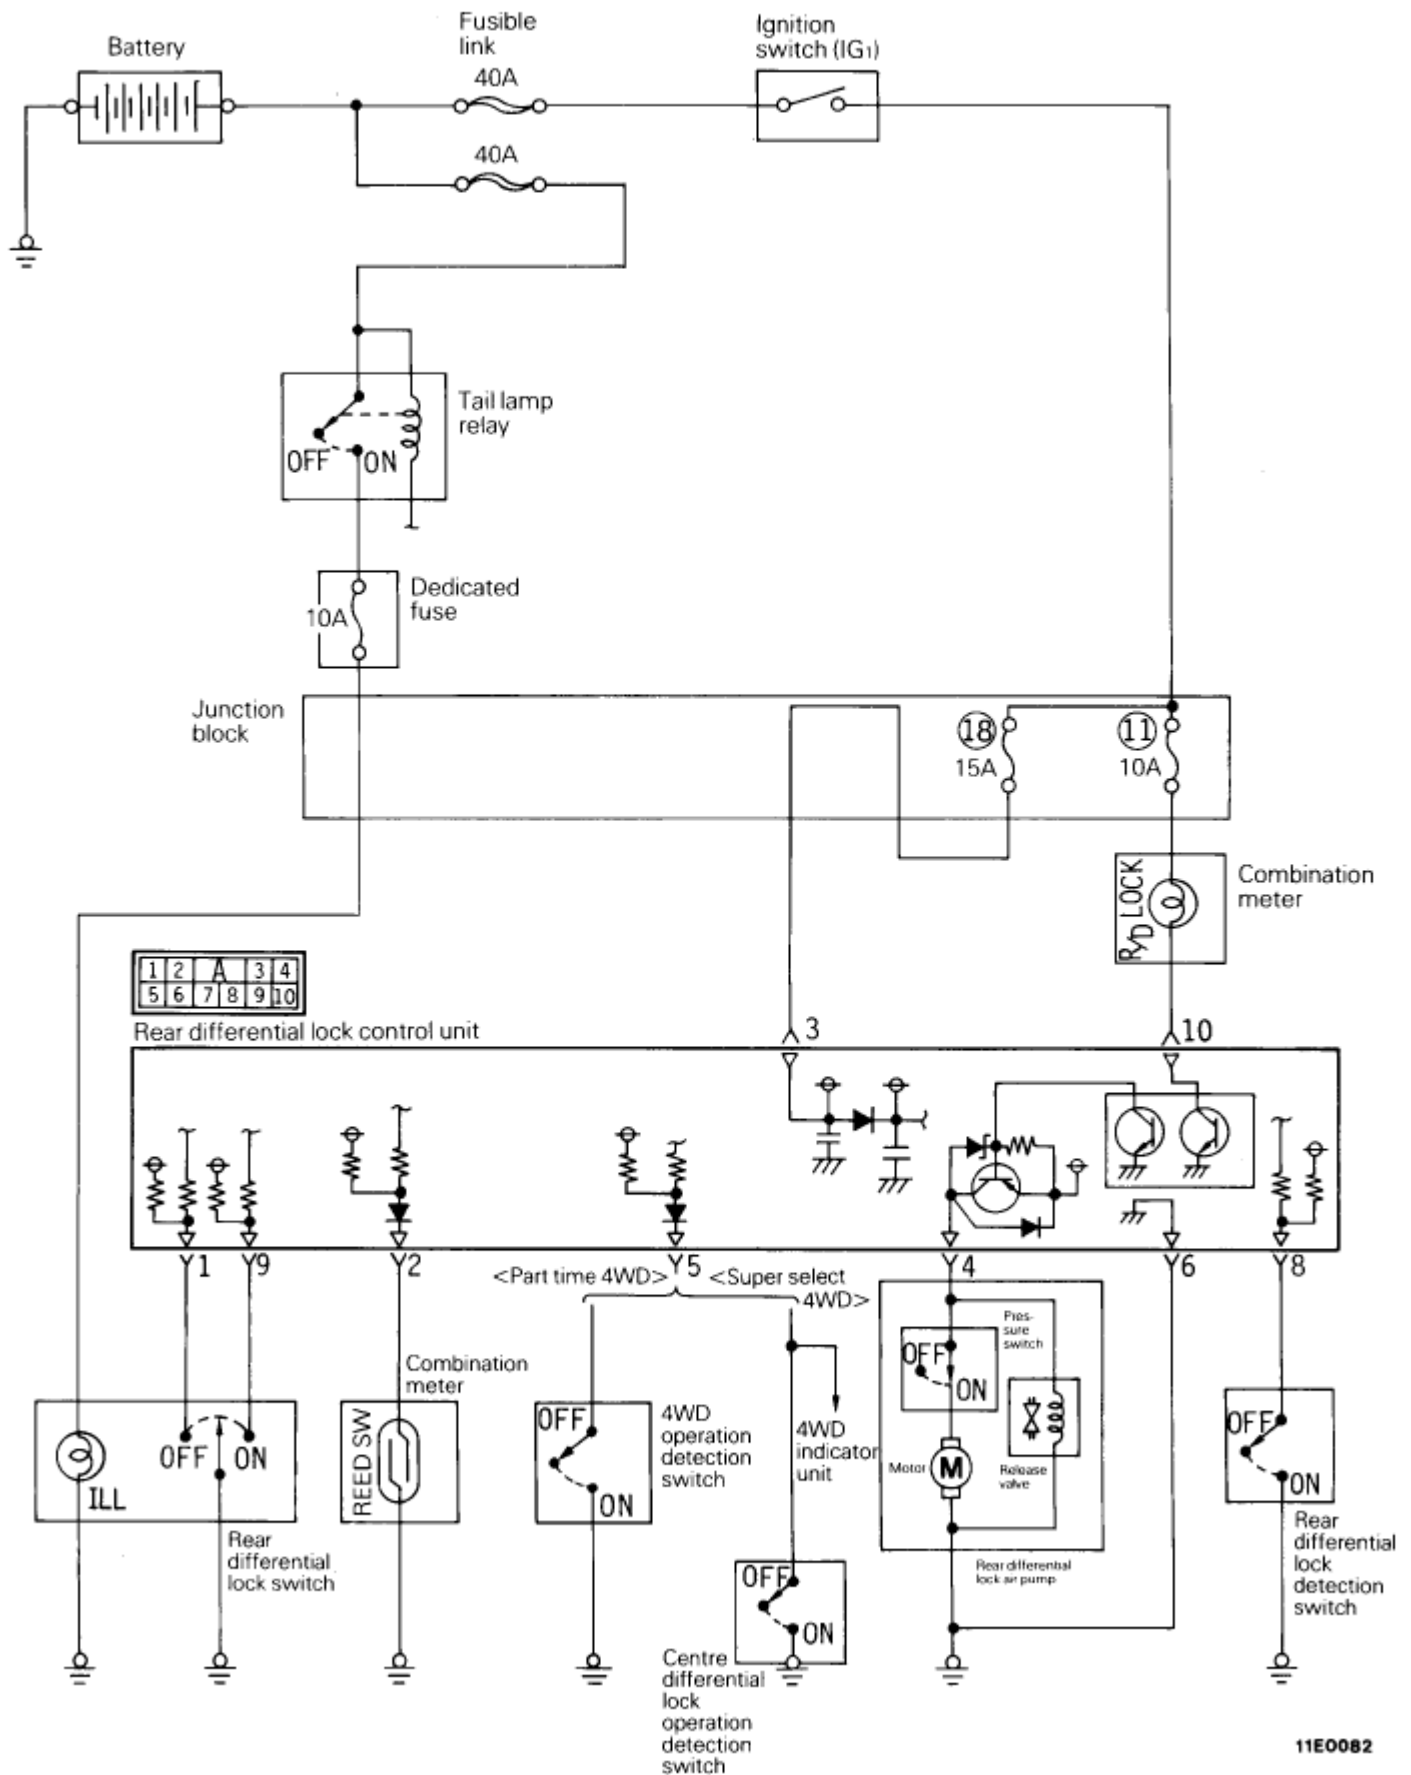 Battery
Fusible
link
40A
Ignition
switch (IG1)
40A
Tail lamp
relay
OFF
ON
10A
Dedicated
fuse
Junction
block
18
15A
11
10A
R/D LOCK
Combination
meter
1 2 A 3 4
5 6 7 8 9 10
Rear differential lock control unit
3
10
1
9
2
<Part time 4WD>
5
<Super select
4WD>
4
6
8
Combination
meter
REED SW
OFF
ON
ILL
Rear
differential
lock switch
OFF
ON
4WD
operation
detection
switch
4WD
indicator
unit
OFF
ON
Centre
differential
lock
operation
detection
switch
Pres-
sure
switch
OFF
ON
Motor
M
Release
valve
Rear differential
lock air pump
OFF
ON
Rear
differential
lock
detection
switch
11E0082